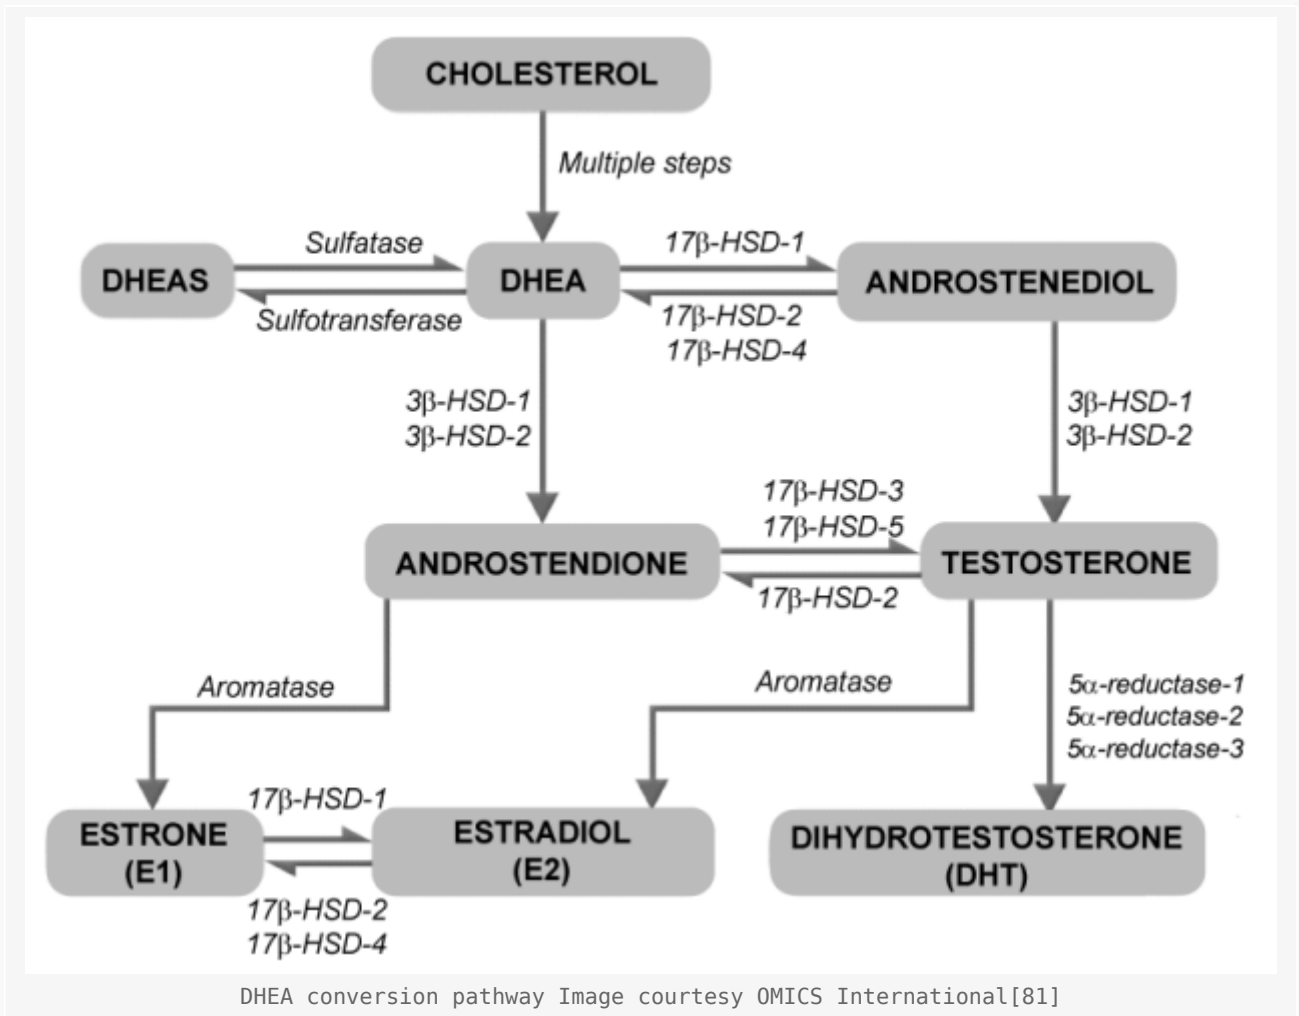 CHOLESTEROL
Multiple steps
Sulfatase
17β-HSD-1
DHEAS
DHEA
ANDROSTENEDIOL
Sulfotransferase
17β-HSD-2
17β-HSD-4
3β-HSD-1
3β-HSD-2
3β-HSD-1
3β-HSD-2
17β-HSD-3
17β-HSD-5
ANDROSTENDIONE
TESTOSTERONE
17β-HSD-2
Aromatase
Aromatase
5α-reductase-1
5α-reductase-2
5α-reductase-3
17β-HSD-1
ESTRONE
(E1)
ESTRADIOL
(E2)
DIHYDROTESTOSTERONE
(DHT)
17β-HSD-2
17β-HSD-4
DHEA conversion pathway Image courtesy OMICS International[81]